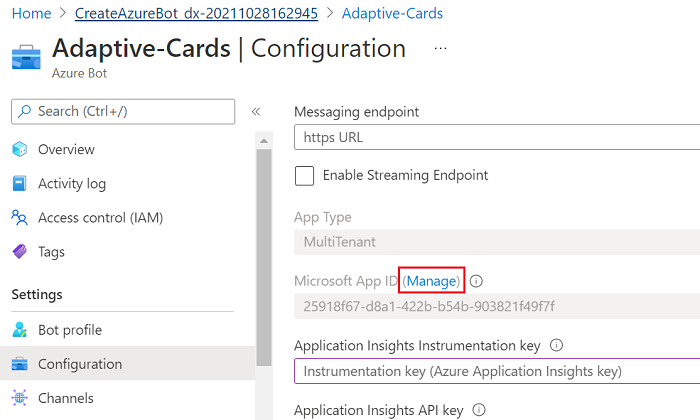 Home > CreateAzureBot_dx-20211028162945 > Adaptive-Cards
Adaptive-Cards | Configuration ...
Azure Bot
Search (Ctrl+/)
«
Overview
Activity log
Access control (IAM)
Tags
Settings
Bot profile
Configuration
Channels
Messaging endpoint
https URL
Enable Streaming Endpoint
App Type
MultiTenant
Microsoft App ID (Manage)
25918f67-d8a1-422b-b54b-903821f49f7f
Application Insights Instrumentation key
Instrumentation key (Azure Application Insights key)
Application Insights API key